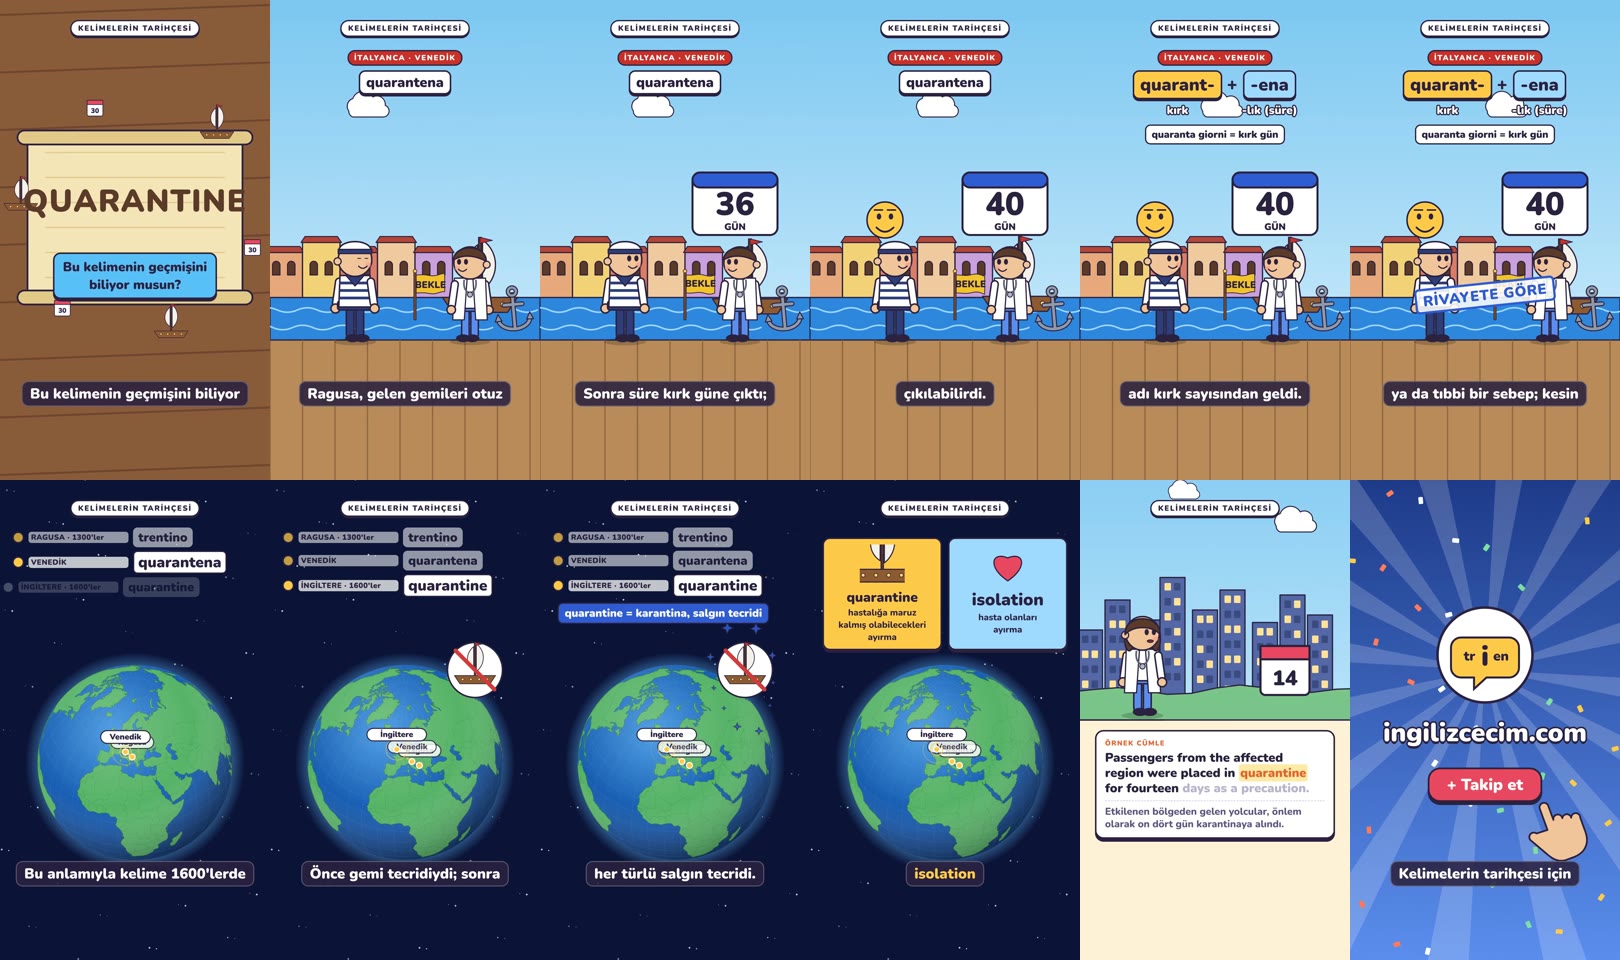 KELİMELERİN TARİHÇESİ
30
QUARANTINE
30
Bu kelimenin geçmişini
biliyor musun?
30
Bu kelimenin geçmişini biliyor
KELİMELERİN TARİHÇESİ
İTALYANCA · VENEDİK
quarantena
BEKLE
Ragusa, gelen gemileri otuz
KELİMELERİN TARİHÇESİ
İTALYANCA · VENEDİK
quarantena
36
GÜN
BEKLE
Sonra süre kırk güne çıktı;
KELİMELERİN TARİHÇESİ
İTALYANCA · VENEDİK
quarantena
40
GÜN
BEKLE
çıkılabilirdi.
KELİMELERİN TARİHÇESİ
İTALYANCA · VENEDİK
quarant- + -ena
kırk -lık (süre)
quaranta giorni = kırk gün
40
GÜN
BEKLE
adı kırk sayısından geldi.
KELİMELERİN TARİHÇESİ
İTALYANCA · VENEDİK
quarant- + -ena
kırk -lık (süre)
quaranta giorni = kırk gün
40
GÜN
RİVAYETE GÖRE
ya da tıbbi bir sebep; kesin
KELİMELERİN TARİHÇESİ
RAGUSA · 1300'ler trentino
VENEDİK quarantena
İNGİLTERE · 1600'ler quarantine
Venedik
Bu anlamıyla kelime 1600'lerde
KELİMELERİN TARİHÇESİ
RAGUSA · 1300'ler trentino
VENEDİK quarantena
İNGİLTERE · 1600'ler quarantine
İngiltere
Venedik
Önce gemi tecridiydi; sonra
KELİMELERİN TARİHÇESİ
RAGUSA · 1300'ler trentino
VENEDİK quarantena
İNGİLTERE · 1600'ler quarantine
quarantine = karantina, salgın tecridi
İngiltere
Venedik
her türlü salgın tecridi.
KELİMELERİN TARİHÇESİ
quarantine
hastalığa maruz
kalmış olabilecekleri
ayırma
isolation
hasta olanları
ayırma
İngiltere
Venedik
isolation
KELİMELERİN TARİHÇESİ
14
ÖRNEK CÜMLE
Passengers from the affected
region were placed in quarantine
for fourteen days as a precaution.
Etkilenen bölgeden gelen yolcular, önlem
olarak on dört gün karantinaya alındı.
tr i en
ingilizcecim.com
+ Takip et
Kelimelerin tarihçesi için